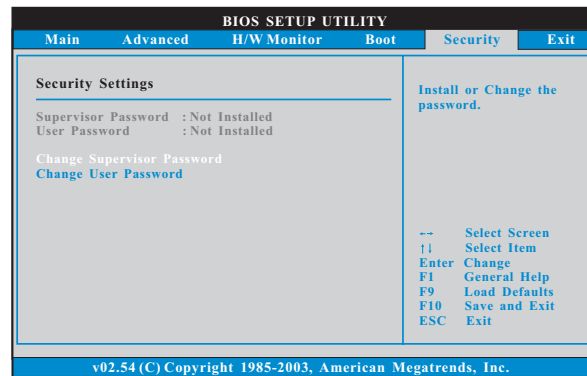 BIOS SETUP UTILITY
Main Advanced H/W Monitor Boot Security Exit
Security Settings
Supervisor Password : Not Installed
User Password : Not Installed
Change Supervisor Password
Change User Password
Install or Change the
password.
←→ Select Screen
↑↓ Select Item
Enter Change
F1 General Help
F9 Load Defaults
F10 Save and Exit
ESC Exit
v02.54 (C) Copyright 1985-2003, American Megatrends, Inc.